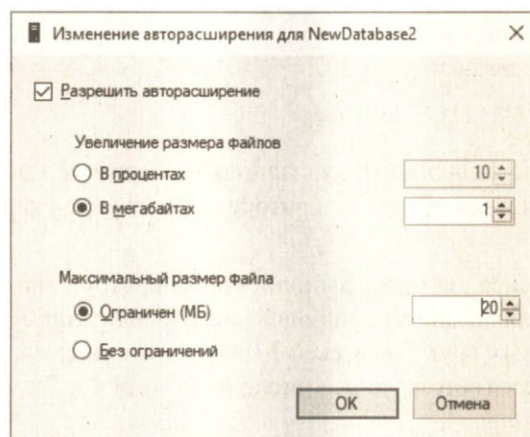 Изменение авторасширения для NewDatabase2
Разрешить авторасширение
Увеличение размера файлов
В процентах 10
В мегабайтах 1
Максимальный размер файла
Ограничен (МБ) 20
Без ограничений
OK Отмена